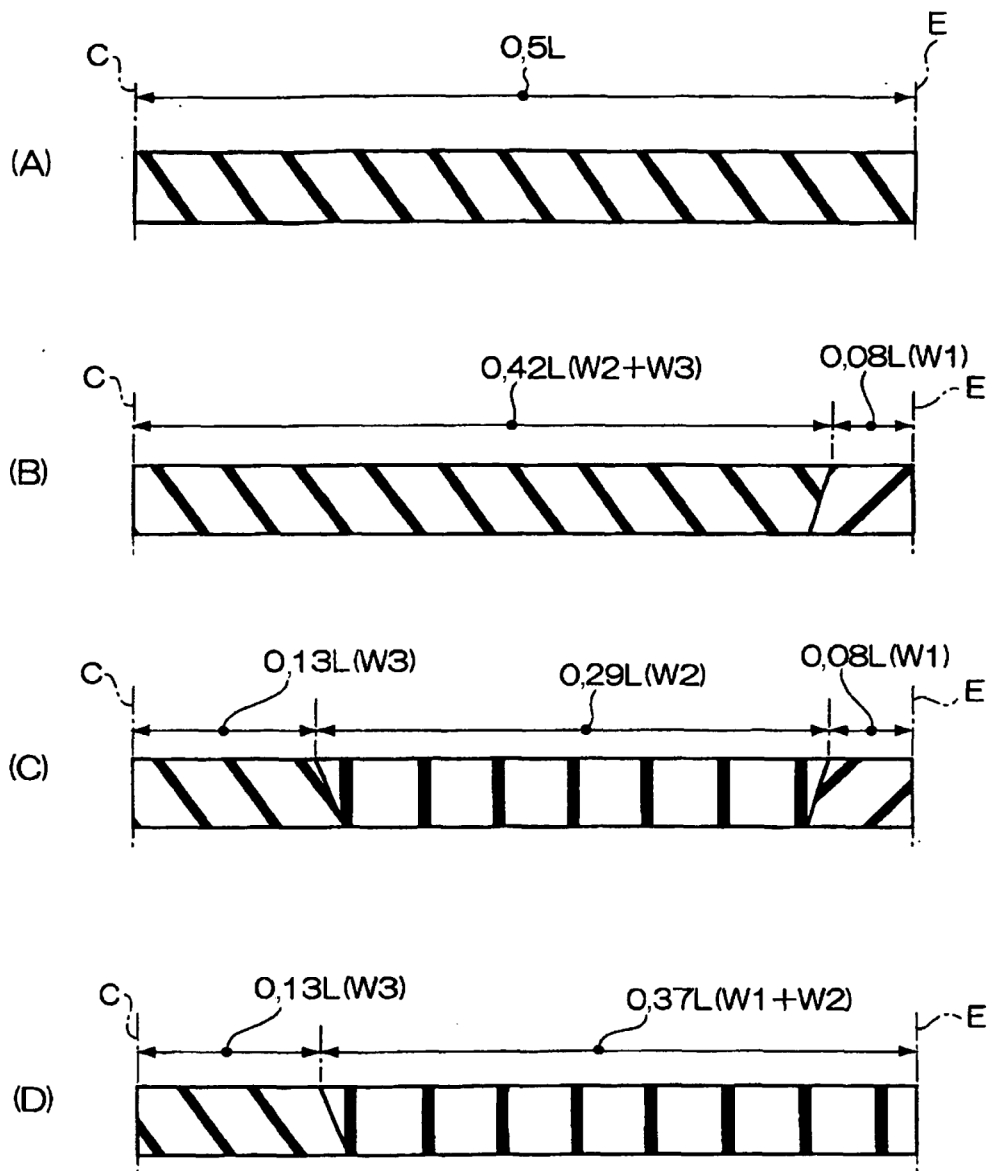 C
0,5L
E
(A)
C
0,42L(W2+W3)
0,08L(W1)
E
(B)
C
0,13L(W3)
0,29L(W2)
0,08L(W1)
E
(C)
C
0,13L(W3)
0,37L(W1+W2)
E
(D)